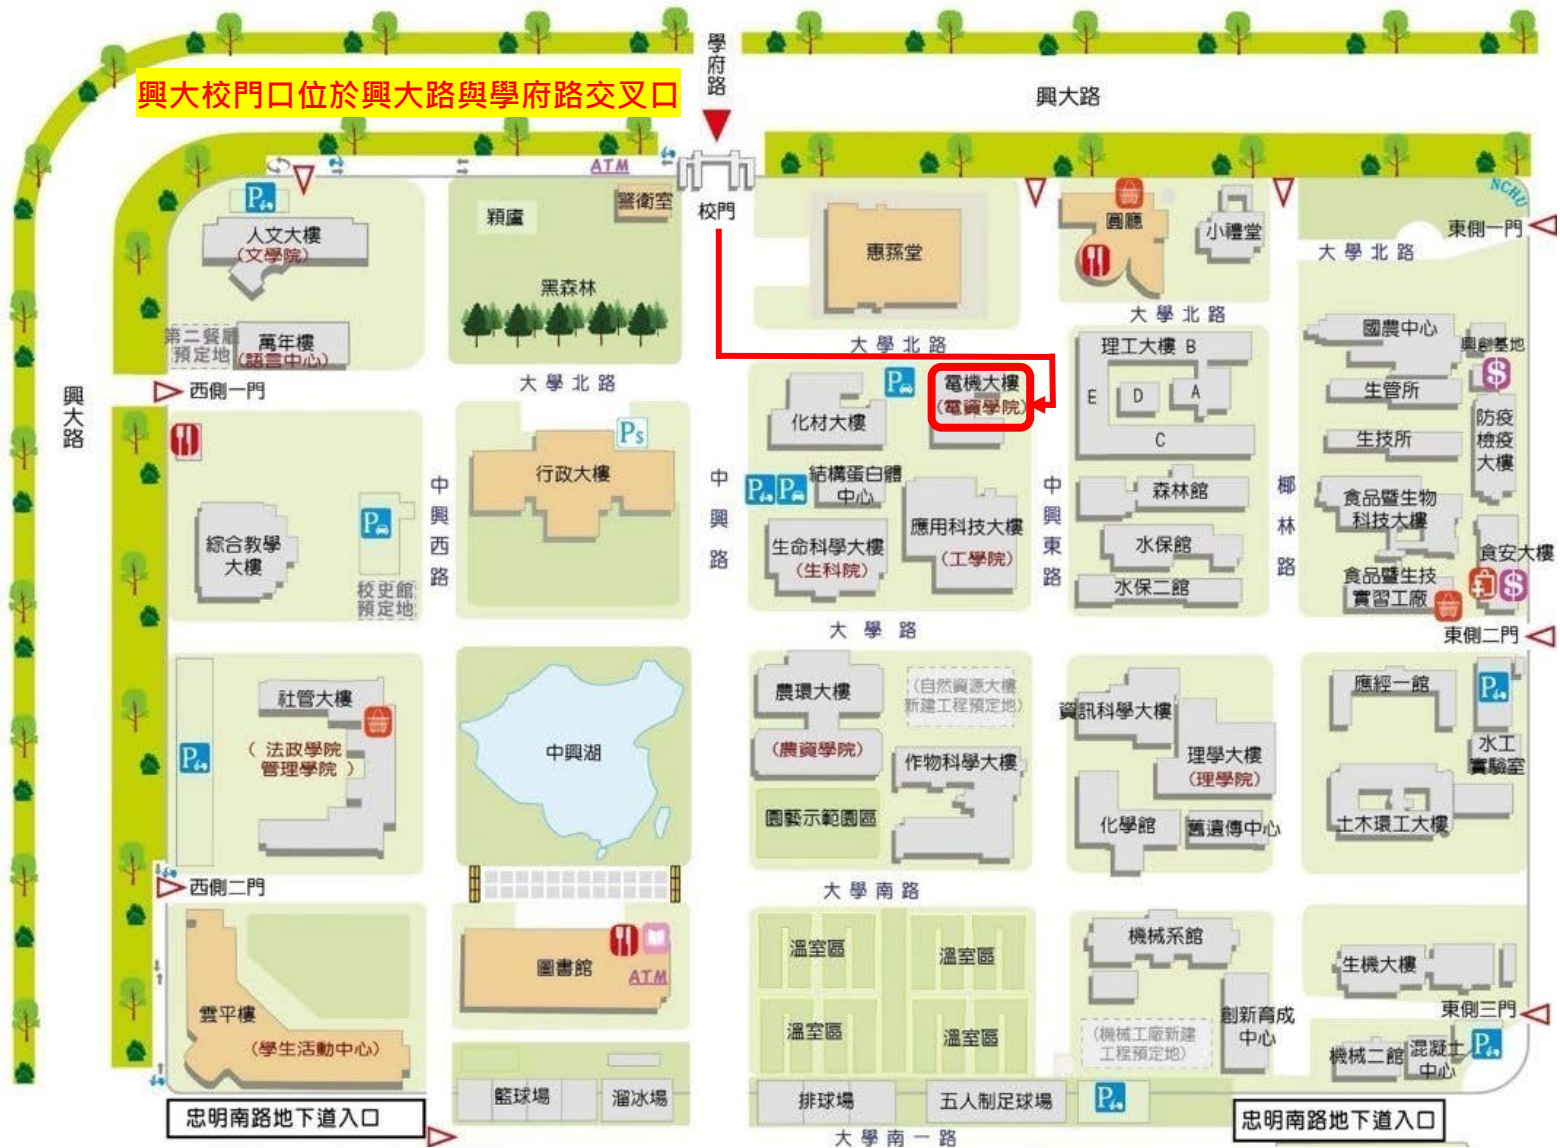 學府路
興大校門口位於興大路與學府路交叉口
興大路
ATM
NCHU
警衛室
穎廬
校門
圓廳
小禮堂
東側一門
大學北路
人文大樓
(文學院)
惠蓀堂
黑森林
第二餐廳
預定地
萬年樓
(語言中心)
大學北路
大學北路
大學北路
理工大樓 B
國農中心
興創基地
西側一門
興大路
電機大樓
(電資學院)
化材大樓
E
D
A
C
生管所
生技所
防疫
檢疫
大樓
P
P
PS
行政大樓
中興西路
中興路
P P
結構蛋白體
中心
應用科技大樓
(工學院)
生命科學大樓
(生科院)
中興東路
森林館
椰林路
食品暨生物
科技大樓
綜合教學
大樓
P
校史館
預定地
水保館
水保二館
食安大樓
食品暨生技
實習工廠
$
$
大學路
東側二門
社管大樓
(法政學院
管理學院)
P
中興湖
農環大樓
(農資學院)
(自然資源大樓
新建工程預定地)
作物科學大樓
園藝示範園區
資訊科學大樓
理學大樓
(理學院)
化學館
舊遺傳中心
應經一館
P
水工
實驗室
土木環工大樓
西側二門
大學南路
圖書館
ATM
溫室區
溫室區
溫室區
溫室區
機械系館
生機大樓
東側三門
雲平樓
(學生活動中心)
(機械工廠新建
工程預定地)
創新育成
中心
機械二館
混凝土
中心
P
籃球場
溜冰場
排球場
五人制足球場
P
忠明南路地下道入口
忠明南路地下道入口
大學南一路